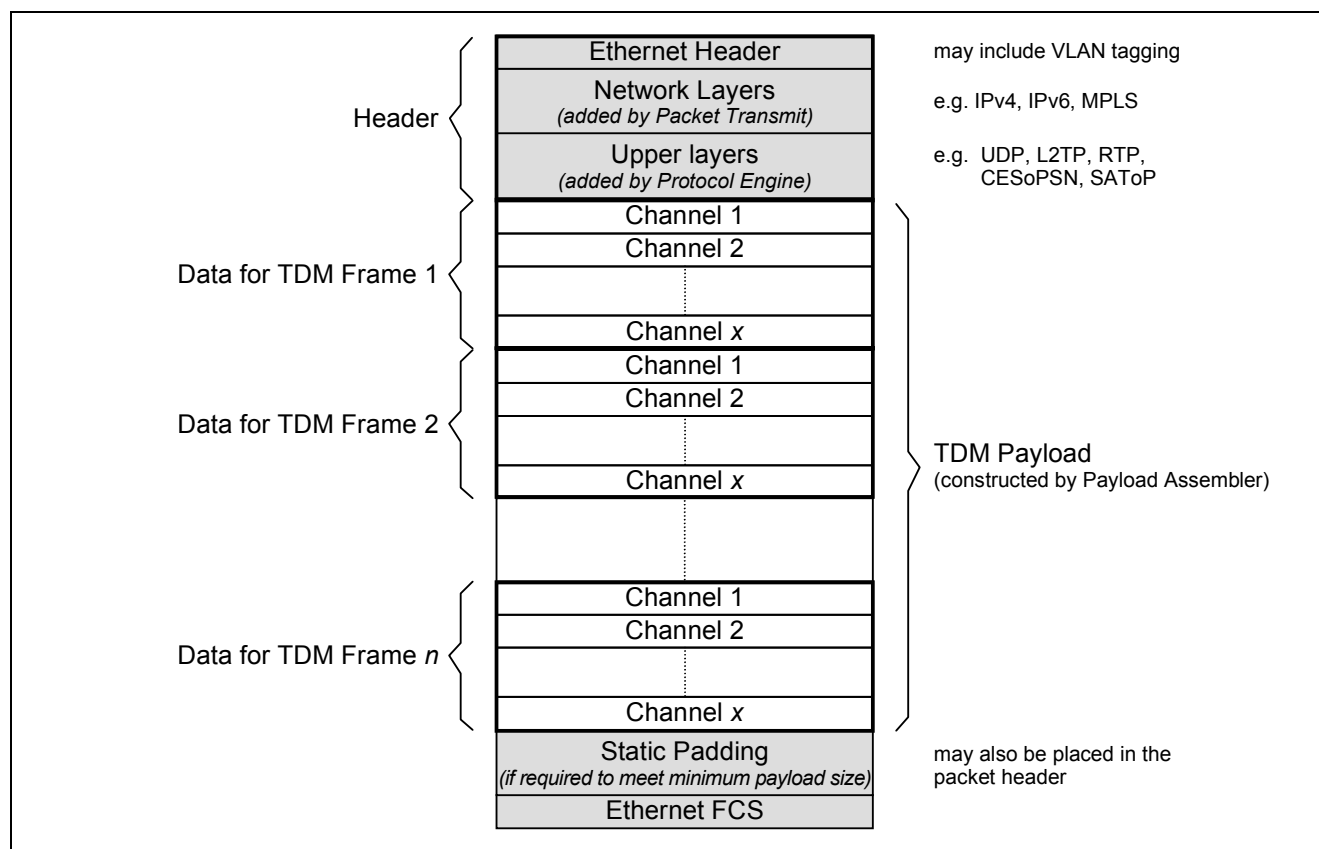 Ethernet Header
may include VLAN tagging
Network Layers
(added by Packet Transmit)
e.g. IPv4, IPv6, MPLS
Header
Upper layers
(added by Protocol Engine)
e.g. UDP, L2TP, RTP,
CESoPSN, SAToP
Channel 1
Channel 2
Data for TDM Frame 1
Channel x
Channel 1
Channel 2
Data for TDM Frame 2
Channel x
TDM Payload
(constructed by Payload Assembler)
Channel 1
Channel 2
Data for TDM Frame n
Channel x
Static Padding
(if required to meet minimum payload size)
may also be placed in the
packet header
Ethernet FCS